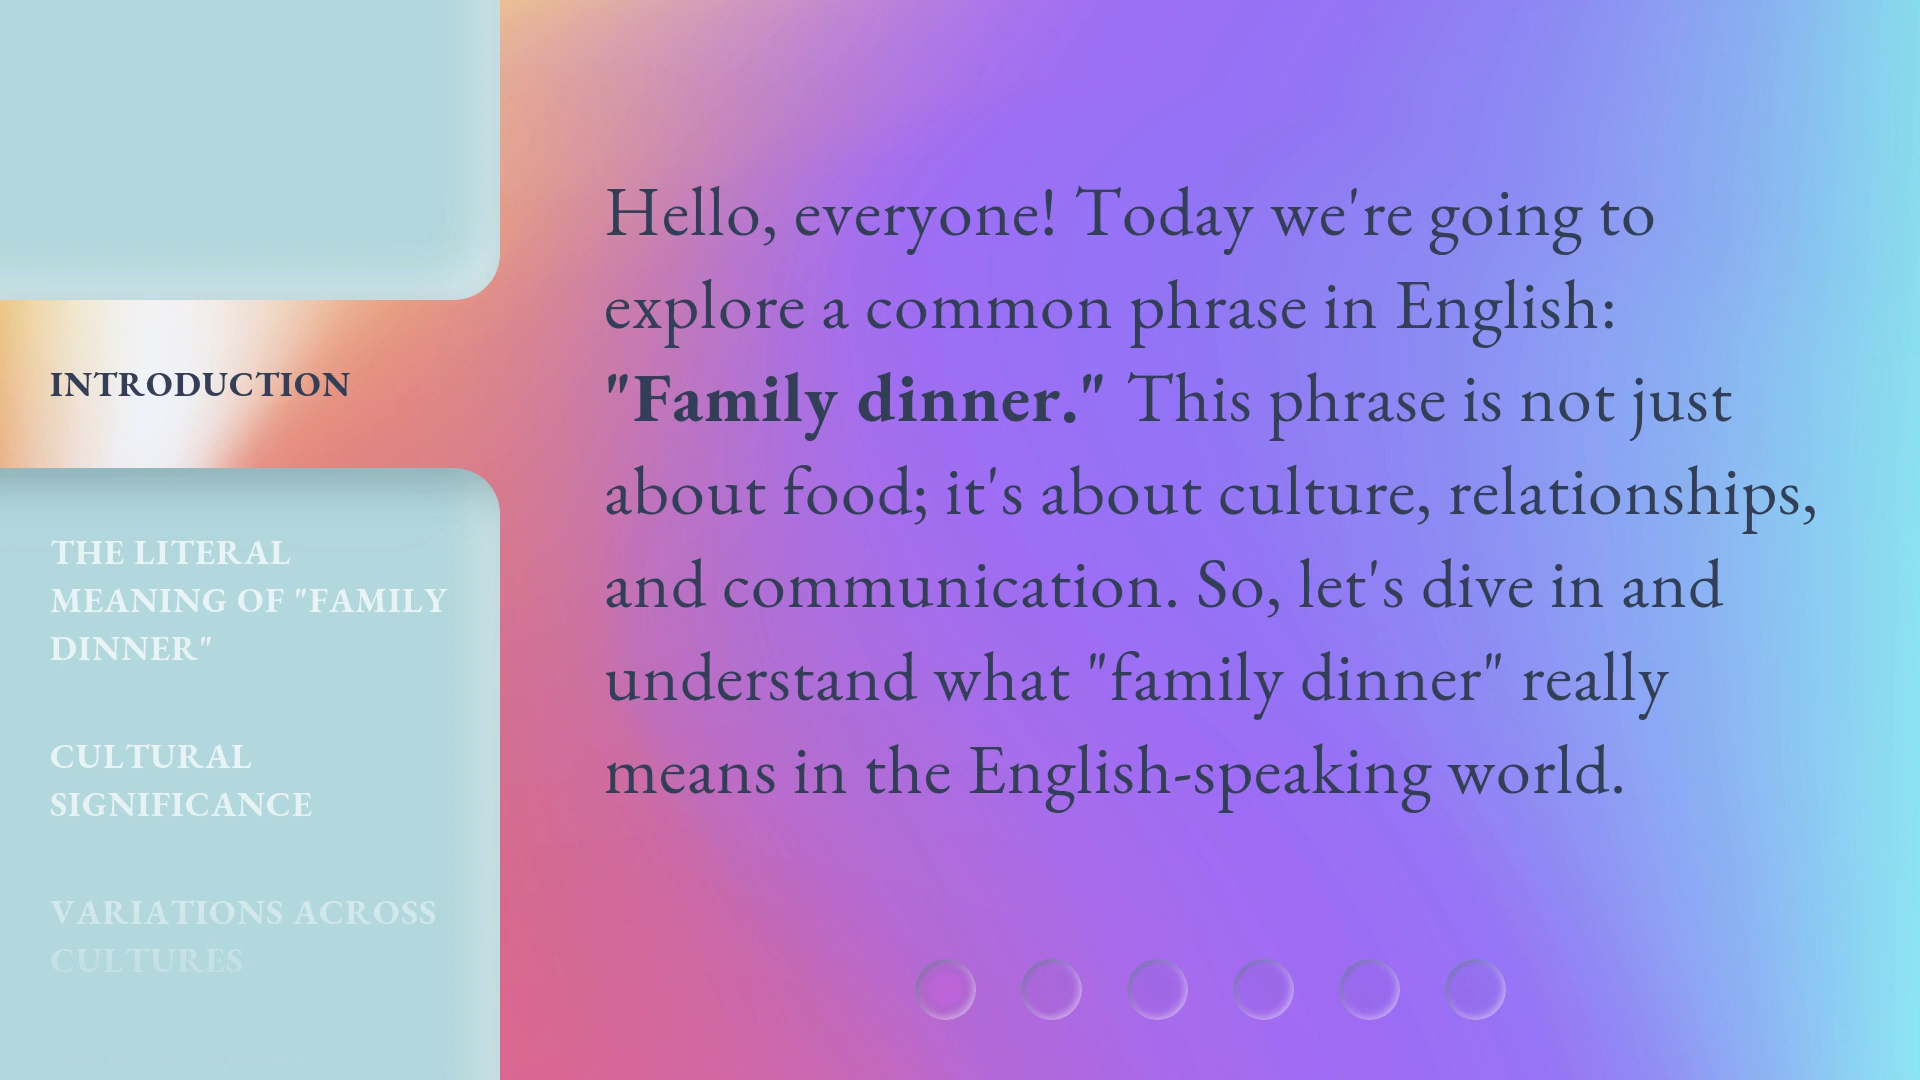 INTRODUCTION
THE LITERAL
MEANING OF "FAMILY
DINNER"
CULTURAL
SIGNIFICANCE
VARIATIONS ACROSS
CULTURES
Hello, everyone! Today we're going to
explore a common phrase in English:
"Family dinner." This phrase is not just
about food; it's about culture, relationships,
and communication. So, let's dive in and
understand what "family dinner" really
means in the English-speaking world.